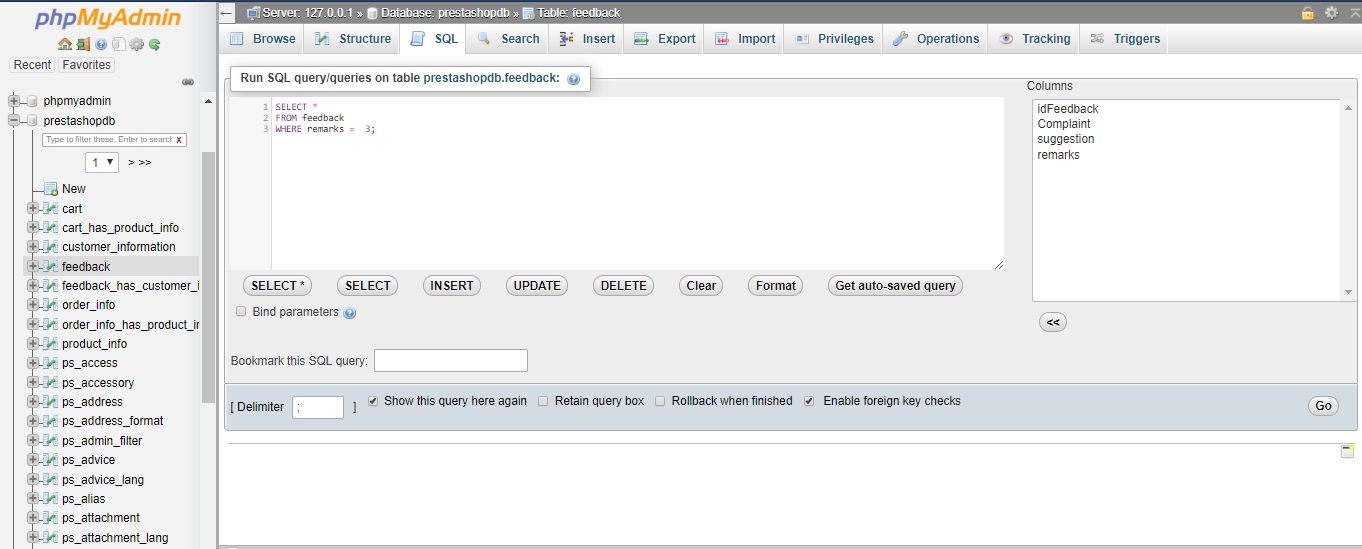 phpMyAdmin
Recent Favorites
phpmyadmin
prestashopdb
Type to filter these, Enter to search X
1 > >>
New
cart
cart_has_product_info
customer_information
feedback
feedback_has_customer_i
order_info
order_info_has_product_ir
product_info
ps_access
ps_accessory
ps_address
ps_address_format
ps_admin_filter
ps_advice
ps_advice_lang
ps_alias
ps_attachment
ps_attachment_lang
Server: 127.0.0.1 » Database: prestashopdb » Table: feedback
Browse Structure SQL Search Insert Export Import Privileges Operations Tracking Triggers
Run SQL query/queries on table prestashopdb.feedback:
1 SELECT *
2 FROM feedback
3 WHERE remarks = 3;
Columns
idFeedback
Complaint
suggestion
remarks
SELECT * SELECT INSERT UPDATE DELETE Clear Format Get auto-saved query
<<
Bind parameters
Bookmark this SQL query:
[ Delimiter ; ] Show this query here again Retain query box Rollback when finished Enable foreign key checks Go